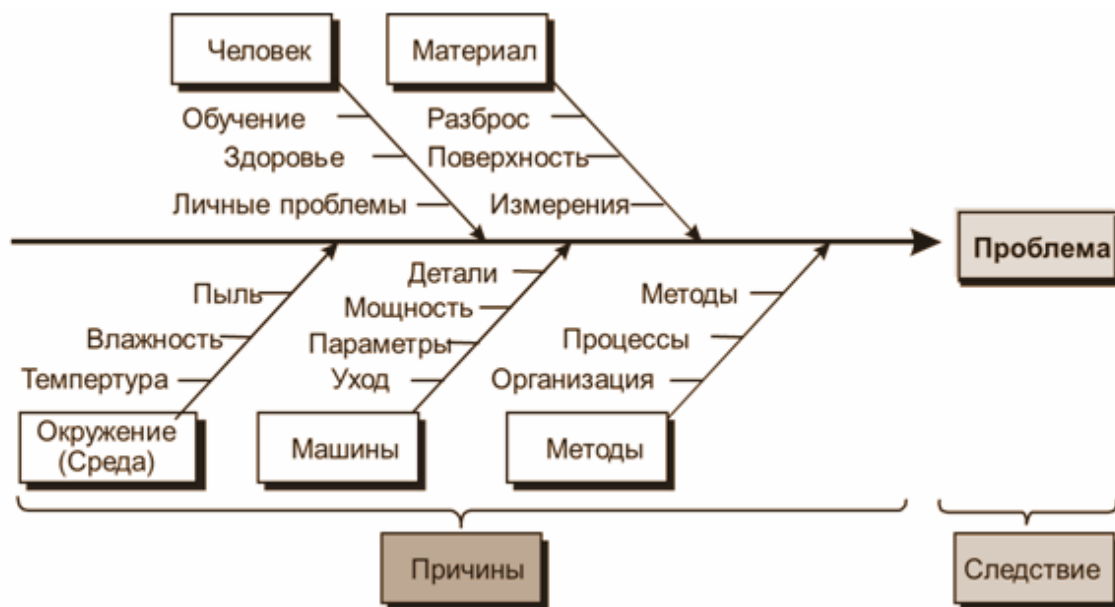 Человек
Материал
Обучение
Здоровье
Личные проблемы
Разброс
Поверхность
Измерения
Проблема
Пыль
Влажность
Темпертура
Детали
Мощность
Параметры
Уход
Методы
Процессы
Организация
Окружение
(Среда)
Машины
Методы
Причины
Следствие